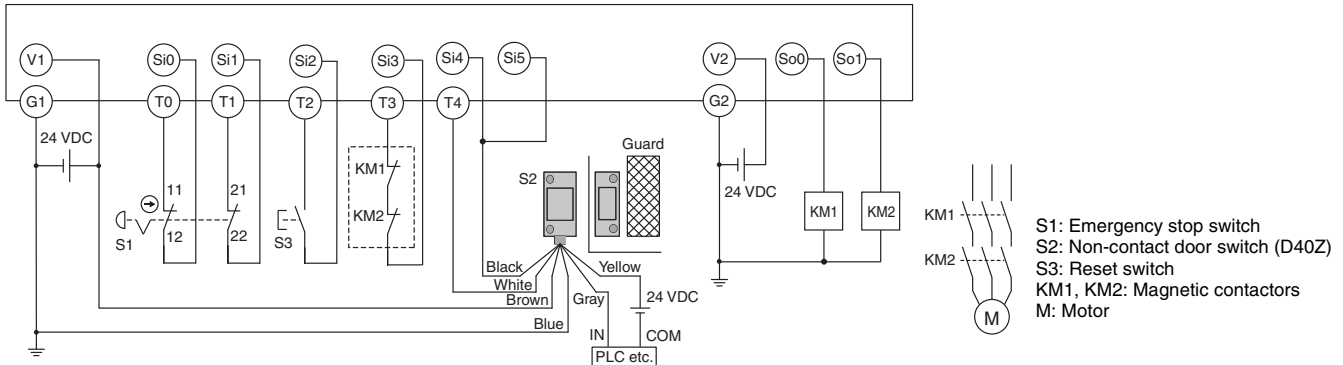 V1 Si0 Si1 Si2 Si3 Si4 Si5 V2 So0 So1
G1 T0 T1 T2 T3 T4 G2
24 VDC
Guard
KM1
S2
11 21
24 VDC
KM2
KM1 KM2
S1
12 22
S3
Black Yellow
White
Brown Gray 24 VDC
Blue
IN COM
PLC etc.
KM1
KM2
M
S1: Emergency stop switch
S2: Non-contact door switch (D40Z)
S3: Reset switch
KM1, KM2: Magnetic contactors
M: Motor